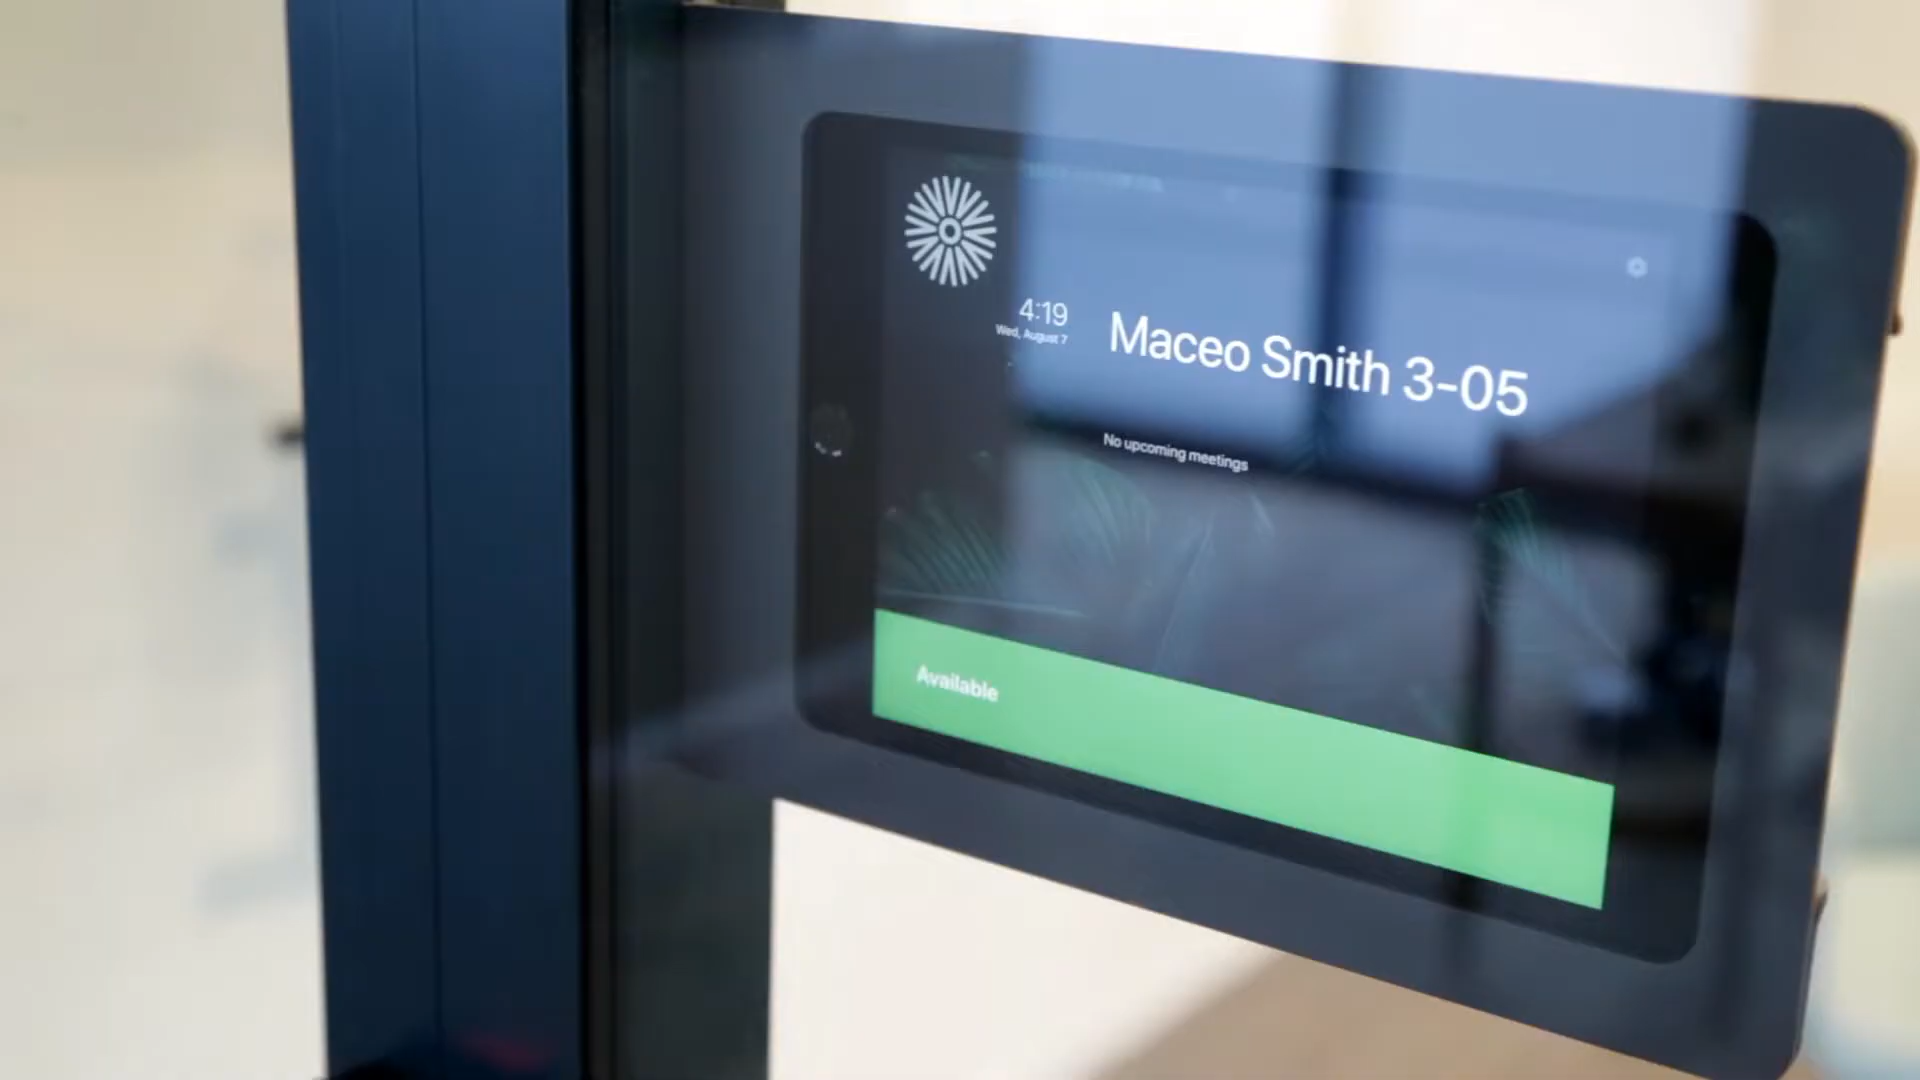 4:19
Wed, August 7
Maceo Smith 3-05
No upcoming meetings
Available